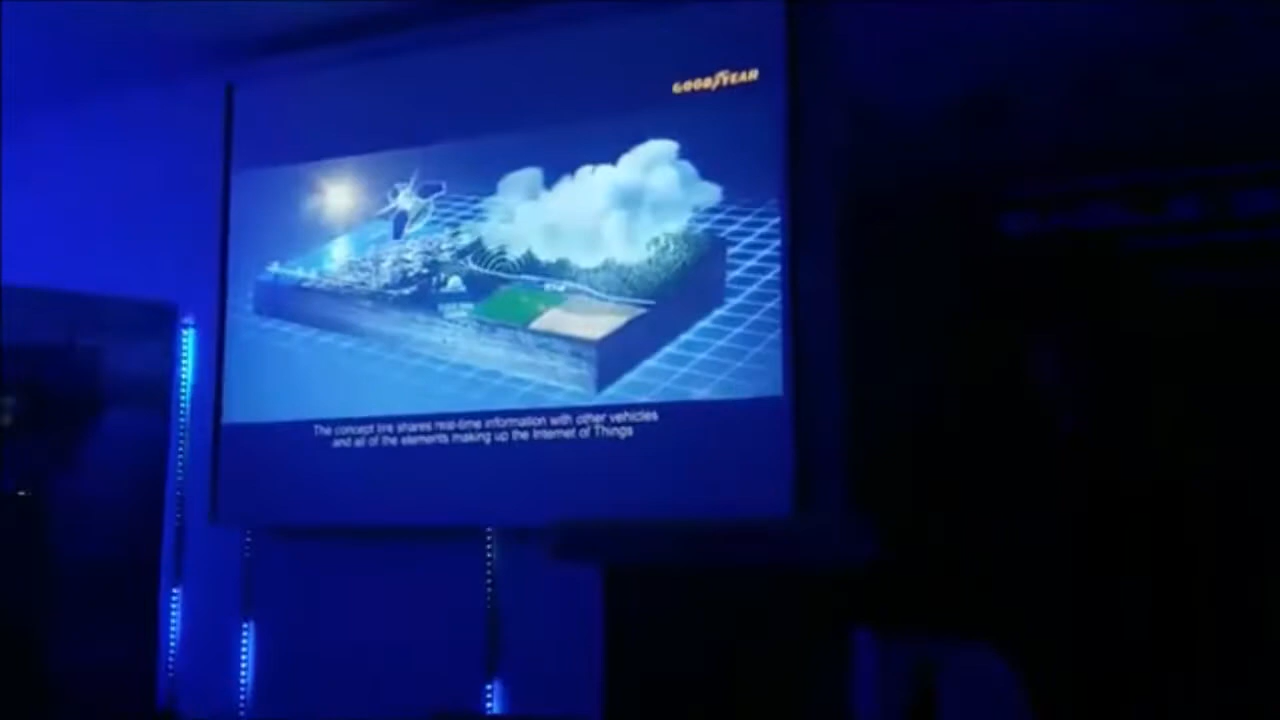 GOODYEAR
The concept tire shares real-time information with other vehicles
and all of the elements making up the Internet of Things